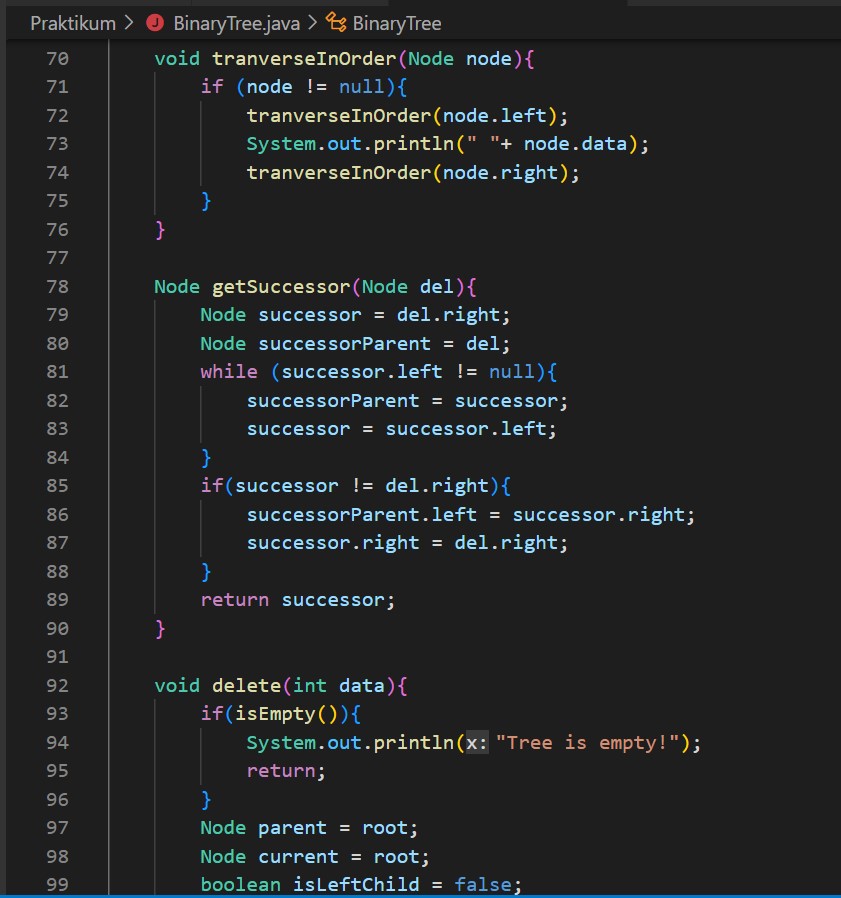 Praktikum > BinaryTree.java > BinaryTree
70 void tranverseInOrder(Node node){
71 if (node != null){
72 tranverseInOrder(node.left);
73 System.out.println(" "+ node.data);
74 tranverseInOrder(node.right);
75 }
76 }
77
78 Node getSuccessor(Node del){
79 Node successor = del.right;
80 Node successorParent = del;
81 while (successor.left != null){
82 successorParent = successor;
83 successor = successor.left;
84 }
85 if(successor != del.right){
86 successorParent.left = successor.right;
87 successor.right = del.right;
88 }
89 return successor;
90 }
91
92 void delete(int data){
93 if(isEmpty()){
94 System.out.println(x: "Tree is empty!");
95 return;
96 }
97 Node parent = root;
98 Node current = root;
99 boolean isLeftChild = false;